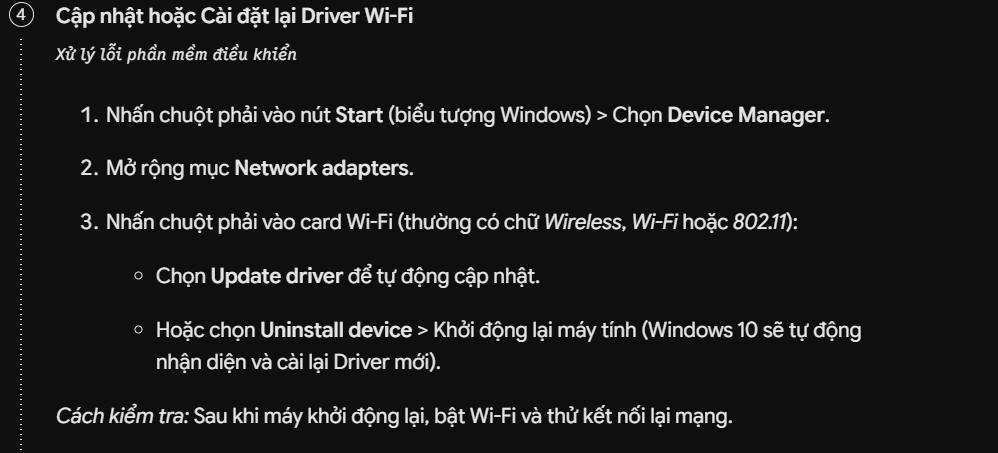 4 Cập nhật hoặc Cài đặt lại Driver Wi-Fi
Xử lý lỗi phần mềm điều khiển
1. Nhấn chuột phải vào nút Start (biểu tượng Windows) > Chọn Device Manager.
2. Mở rộng mục Network adapters.
3. Nhấn chuột phải vào card Wi-Fi (thường có chữ Wireless, Wi-Fi hoặc 802.11):
Chọn Update driver để tự động cập nhật.
Hoặc chọn Uninstall device > Khởi động lại máy tính (Windows 10 sẽ tự động
nhận diện và cài lại Driver mới).
Cách kiểm tra: Sau khi máy khởi động lại, bật Wi-Fi và thử kết nối lại mạng.